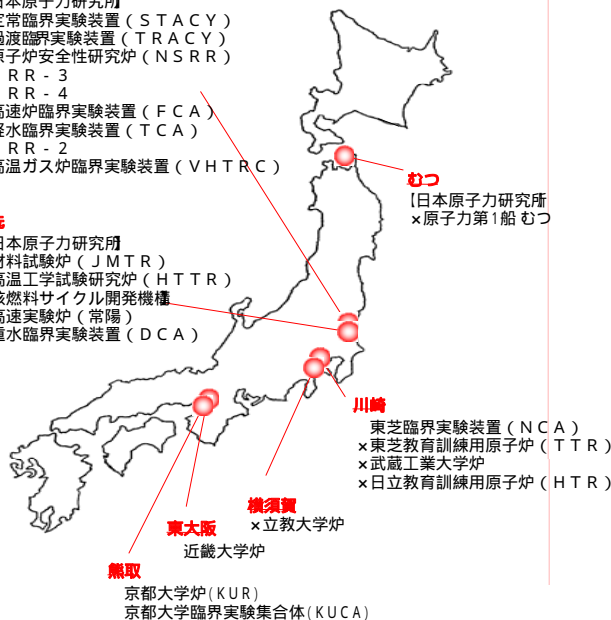 日本原子力研究所
定常臨界実験装置(STACY)
過渡臨界実験装置(TRACY)
原子炉安全性研究炉(NSRR)
RR-3
RR-4
高速炉臨界実験装置(FCA)
軽水臨界実験装置(TCA)
RR-2
高温ガス炉臨界実験装置(VHTRC)
むつ
[日本原子力研究所
×原子力第1船 むつ
洗
日本原子力研究所
材料試験炉(JMTR)
高温工学試験研究炉(HTTR)
核燃料サイクル開発機構
高速実験炉(常陽)
重水臨界実験装置(DCA)
川崎
東芝臨界実験装置(NCA)
×東芝教育訓練用原子炉(TTR)
×武蔵工業大学炉
×日立教育訓練用原子炉(HTR)
横須賀
×立教大学炉
東大阪
近畿大学炉
熊取
京都大学炉(KUR)
京都大学臨界実験集合体(KUCA)